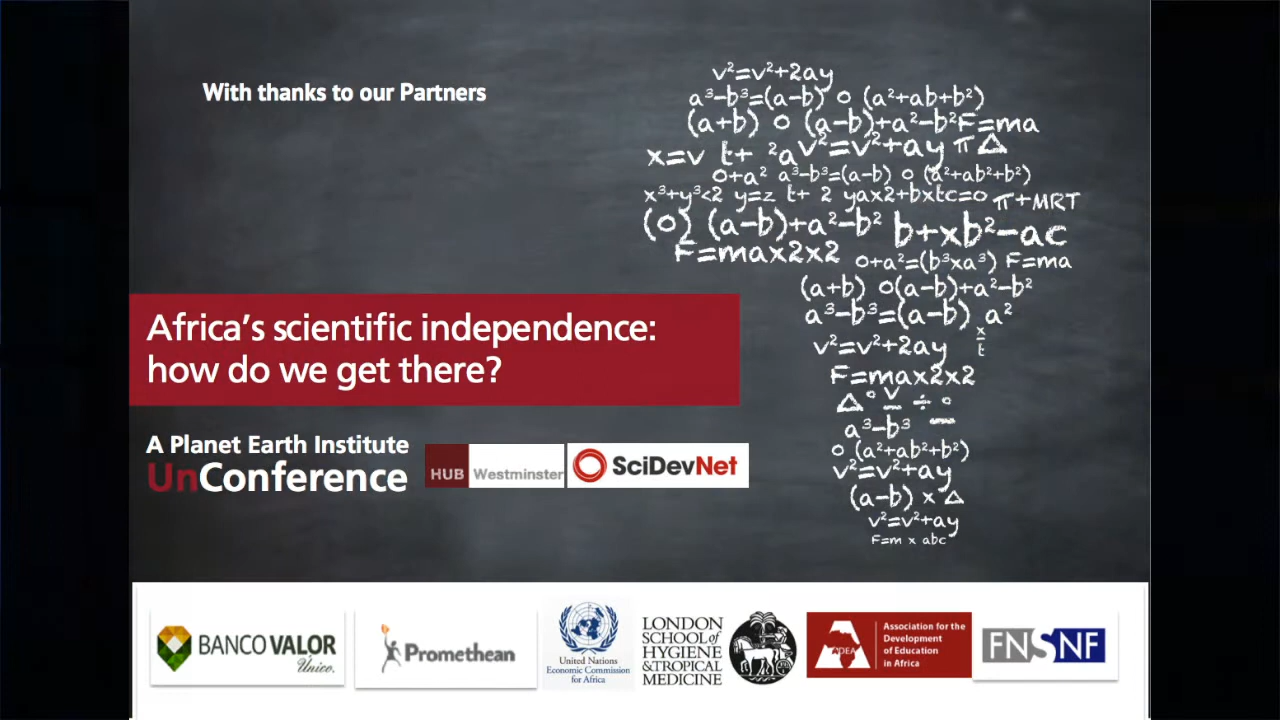 With thanks to our Partners
v²=v²+2ay
a³-b³=(a-b) o (a²+ab+b²)
(a+b) o (a-b)+a²-b²F=ma
x=v t+ ²av²=v²+ay π Δ
o+a² a³-b³=(a-b) o (a²+ab²+b²)
x³+y³<2 y=z t+ 2 yax2+bxtc=o π+MRT
(o) (a-b)+a²-b² b+xb²-ac
F=max2x2 o+a²=(b³xa³) F=ma
(a+b) o(a-b)+a²-b²
a³-b³=(a-b) a²
x
t
v²=v²+2ay
F=max2x2
a³-b³
o (a²+ab²+b²)
v²=v²+ay
(a-b) x Δ
v²=v²+ay
F=m x abc
Africa's scientific independence:
how do we get there?
A Planet Earth Institute
UnConference
HUB Westminster
SciDevNet
BANCO VALOR
Único.
Promethean
United Nations
Economic Commission
for Africa
LONDON
SCHOOL of
HYGIENE
&TROPICAL
MEDICINE
ADEA
Association for the
Development
of Education
in Africa
FNSNF